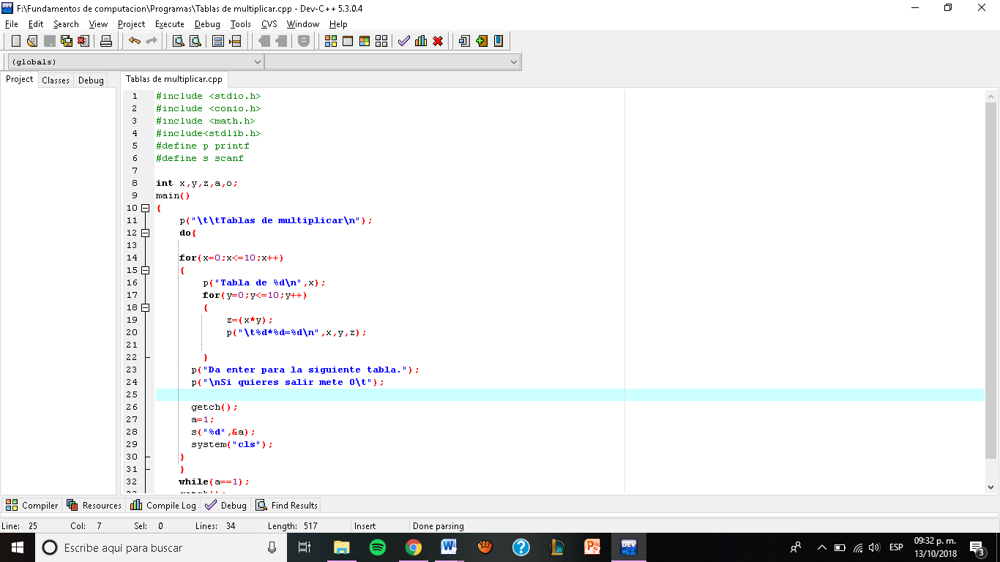 F:\Fundamentos de computacion\Programas\Tablas de multiplicar.cpp - Dev-C++ 5.3.0.4
File Edit Search View Project Execute Debug Tools CVS Window Help
(globals)
Project Classes Debug
Tablas de multiplicar.cpp
1 #include <stdio.h>
2 #include <conio.h>
3 #include <math.h>
4 #include<stdlib.h>
5 #define p printf
6 #define s scanf
7
8 int x,y,z,a,o;
9 main()
10 {
11 p("\t\tTablas de multiplicar\n");
12 do{
13
14 for(x=0;x<=10;x++)
15 {
16 p("Tabla de %d\n",x);
17 for(y=0;y<=10;y++)
18 {
19 z=(x*y);
20 p("\t%d*%d=%d\n",x,y,z);
21
22 }
23 p("Da enter para la siguiente tabla.");
24 p("\nSi quieres salir mete 0\t");
25
26 getch();
27 a=1;
28 s("%d",&a);
29 system("cls");
30 }
31 }
32 while(a==1);
Compiler Resources Compile Log Debug Find Results
Line: 25 Col: 7 Sel: 0 Lines: 34 Length: 517 Insert Done parsing
Escribe aquí para buscar
ESP
09:32 p. m.
13/10/2018
3